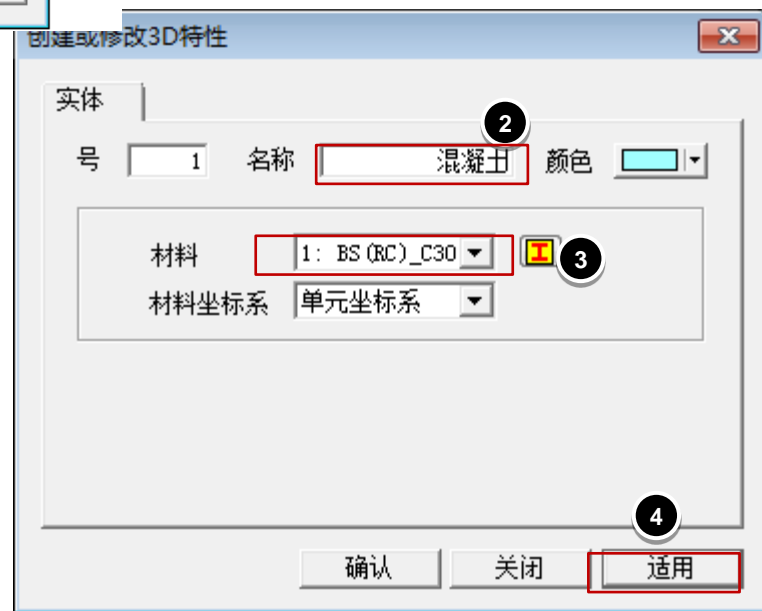 创建或修改3D特性
实体
2
号 1 名称 混凝土 颜色
材料 1: BS(RC)_C30 3
材料坐标系 单元坐标系
4
确认 关闭 适用